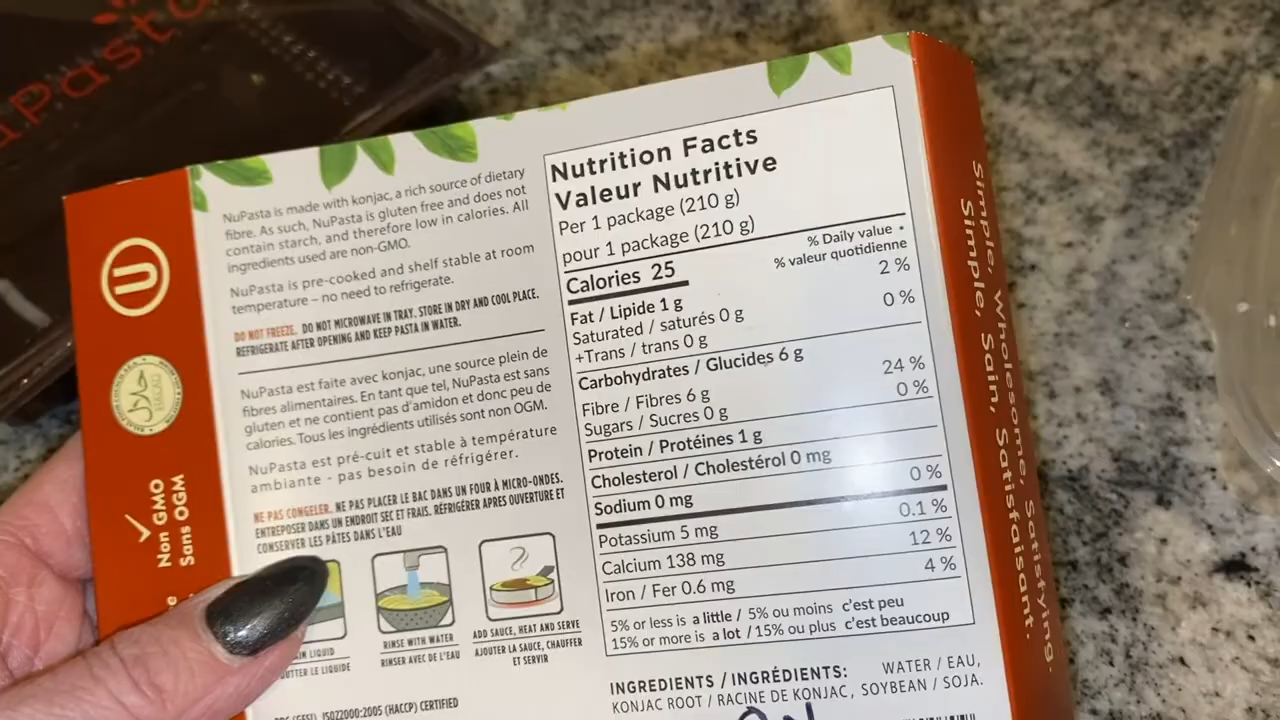 NuPasta is made with konjac, a rich source of dietary
fibre. As such, NuPasta is gluten free and does not
contain starch, and therefore low in calories. All
ingredients used are non-GMO.
NuPasta is pre-cooked and shelf stable at room
temperature – no need to refrigerate.
DO NOT FREEZE. DO NOT MICROWAVE IN TRAY. STORE IN DRY AND COOL PLACE.
REFRIGERATE AFTER OPENING AND KEEP PASTA IN WATER.
NuPasta est faite avec konjac, une source plein de
fibres alimentaires. En tant que tel, NuPasta est sans
gluten et ne contient pas d'amidon et donc peu de
calories. Tous les ingrédients utilisés sont non OGM.
NuPasta est pré-cuit et stable à température
ambiante - pas besoin de réfrigérer.
NE PAS CONGELER. NE PAS PLACER LE BAC DANS UN FOUR À MICRO-ONDES.
ENTREPOSER DANS UN ENDROIT SEC ET FRAIS. RÉFRIGÉRER APRES OUVERTURE ET
CONSERVER LES PÂTES DANS L'EAU
LIQUID
LE LIQUIDE
RINSE WITH WATER
RINSER AVEC DE L'EAU
ADD SAUCE, HEAT AND SERVE
AJOUTER LA SAUCE, CHAUFFER
ET SERVIR
ISO22000:2005 (HACCP) CERTIFIED
Nutrition Facts
Valeur Nutritive
Per 1 package (210 g)
pour 1 package (210 g)
% Daily value •
Calories 25 % valeur quotidienne
Fat / Lipide 1 g 2 %
Saturated / saturés 0 g 0 %
+Trans / trans 0 g
Carbohydrates / Glucides 6 g
Fibre / Fibres 6 g 24 %
Sugars / Sucres 0 g 0 %
Protein / Protéines 1 g
Cholesterol / Cholestérol 0 mg
Sodium 0 mg 0 %
Potassium 5 mg 0.1 %
Calcium 138 mg 12 %
Iron / Fer 0.6 mg 4 %
5% or less is a little / 5% ou moins c'est peu
15% or more is a lot / 15% ou plus c'est beaucoup
INGREDIENTS / INGRÉDIENTS: WATER / EAU,
KONJAC ROOT / RACINE DE KONJAC, SOYBEAN / SOJA.
U
حلال
HALAL
Non GMO
Sans OGM
Simple, Wholesome, Satisfying.
Simple, Sain, Satisfaisant.
Pasta